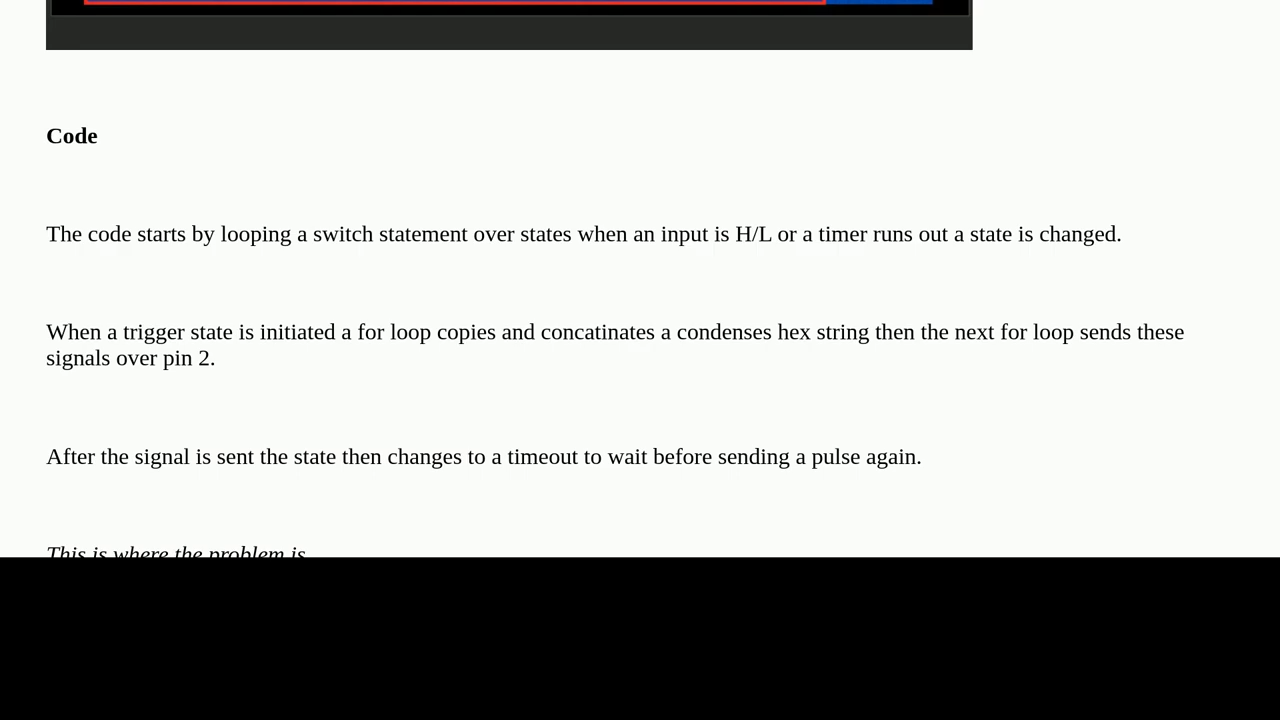 Code
The code starts by looping a switch statement over states when an input is H/L or a timer runs out a state is changed.
When a trigger state is initiated a for loop copies and concatinates a condenses hex string then the next for loop sends these
signals over pin 2.
After the signal is sent the state then changes to a timeout to wait before sending a pulse again.
This is where the problem is